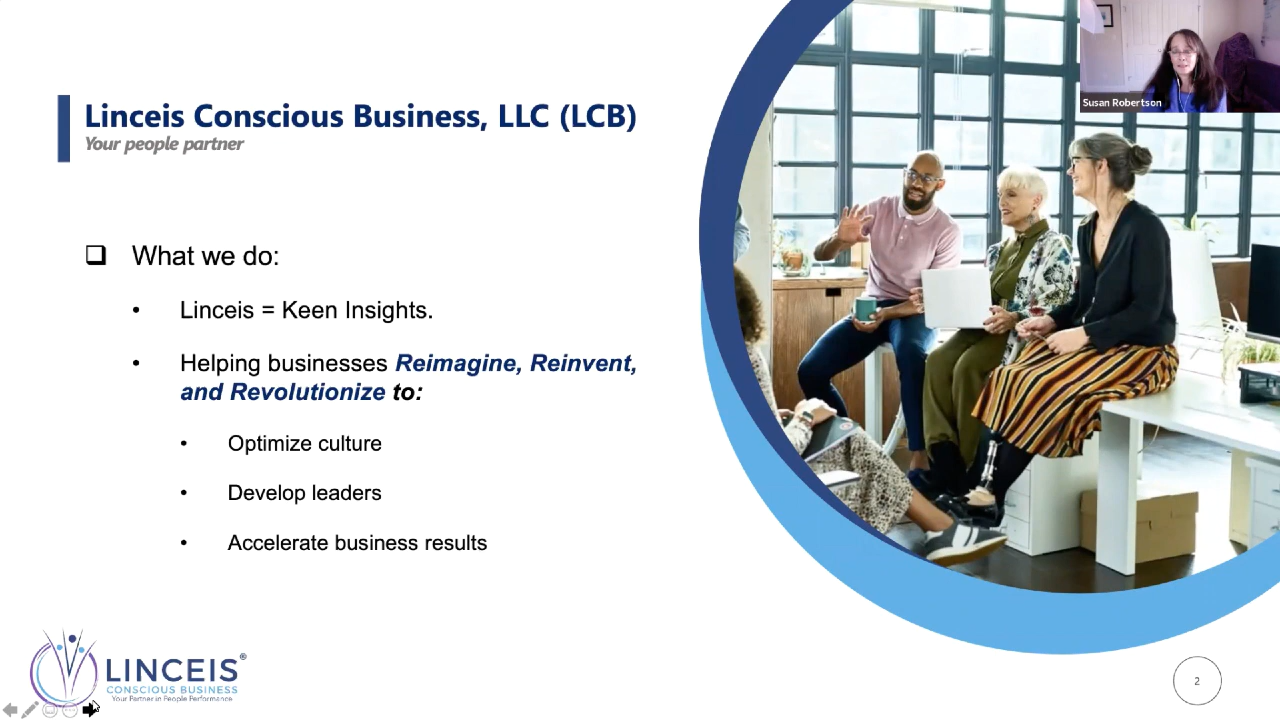 Susan Robertson
Linceis Conscious Business, LLC (LCB)
Your people partner
What we do:
Linceis = Keen Insights.
Helping businesses Reimagine, Reinvent,
and Revolutionize to:
Optimize culture
Develop leaders
Accelerate business results
LINCEIS®
CONSCIOUS BUSINESS
Your Partner in People Performance
2